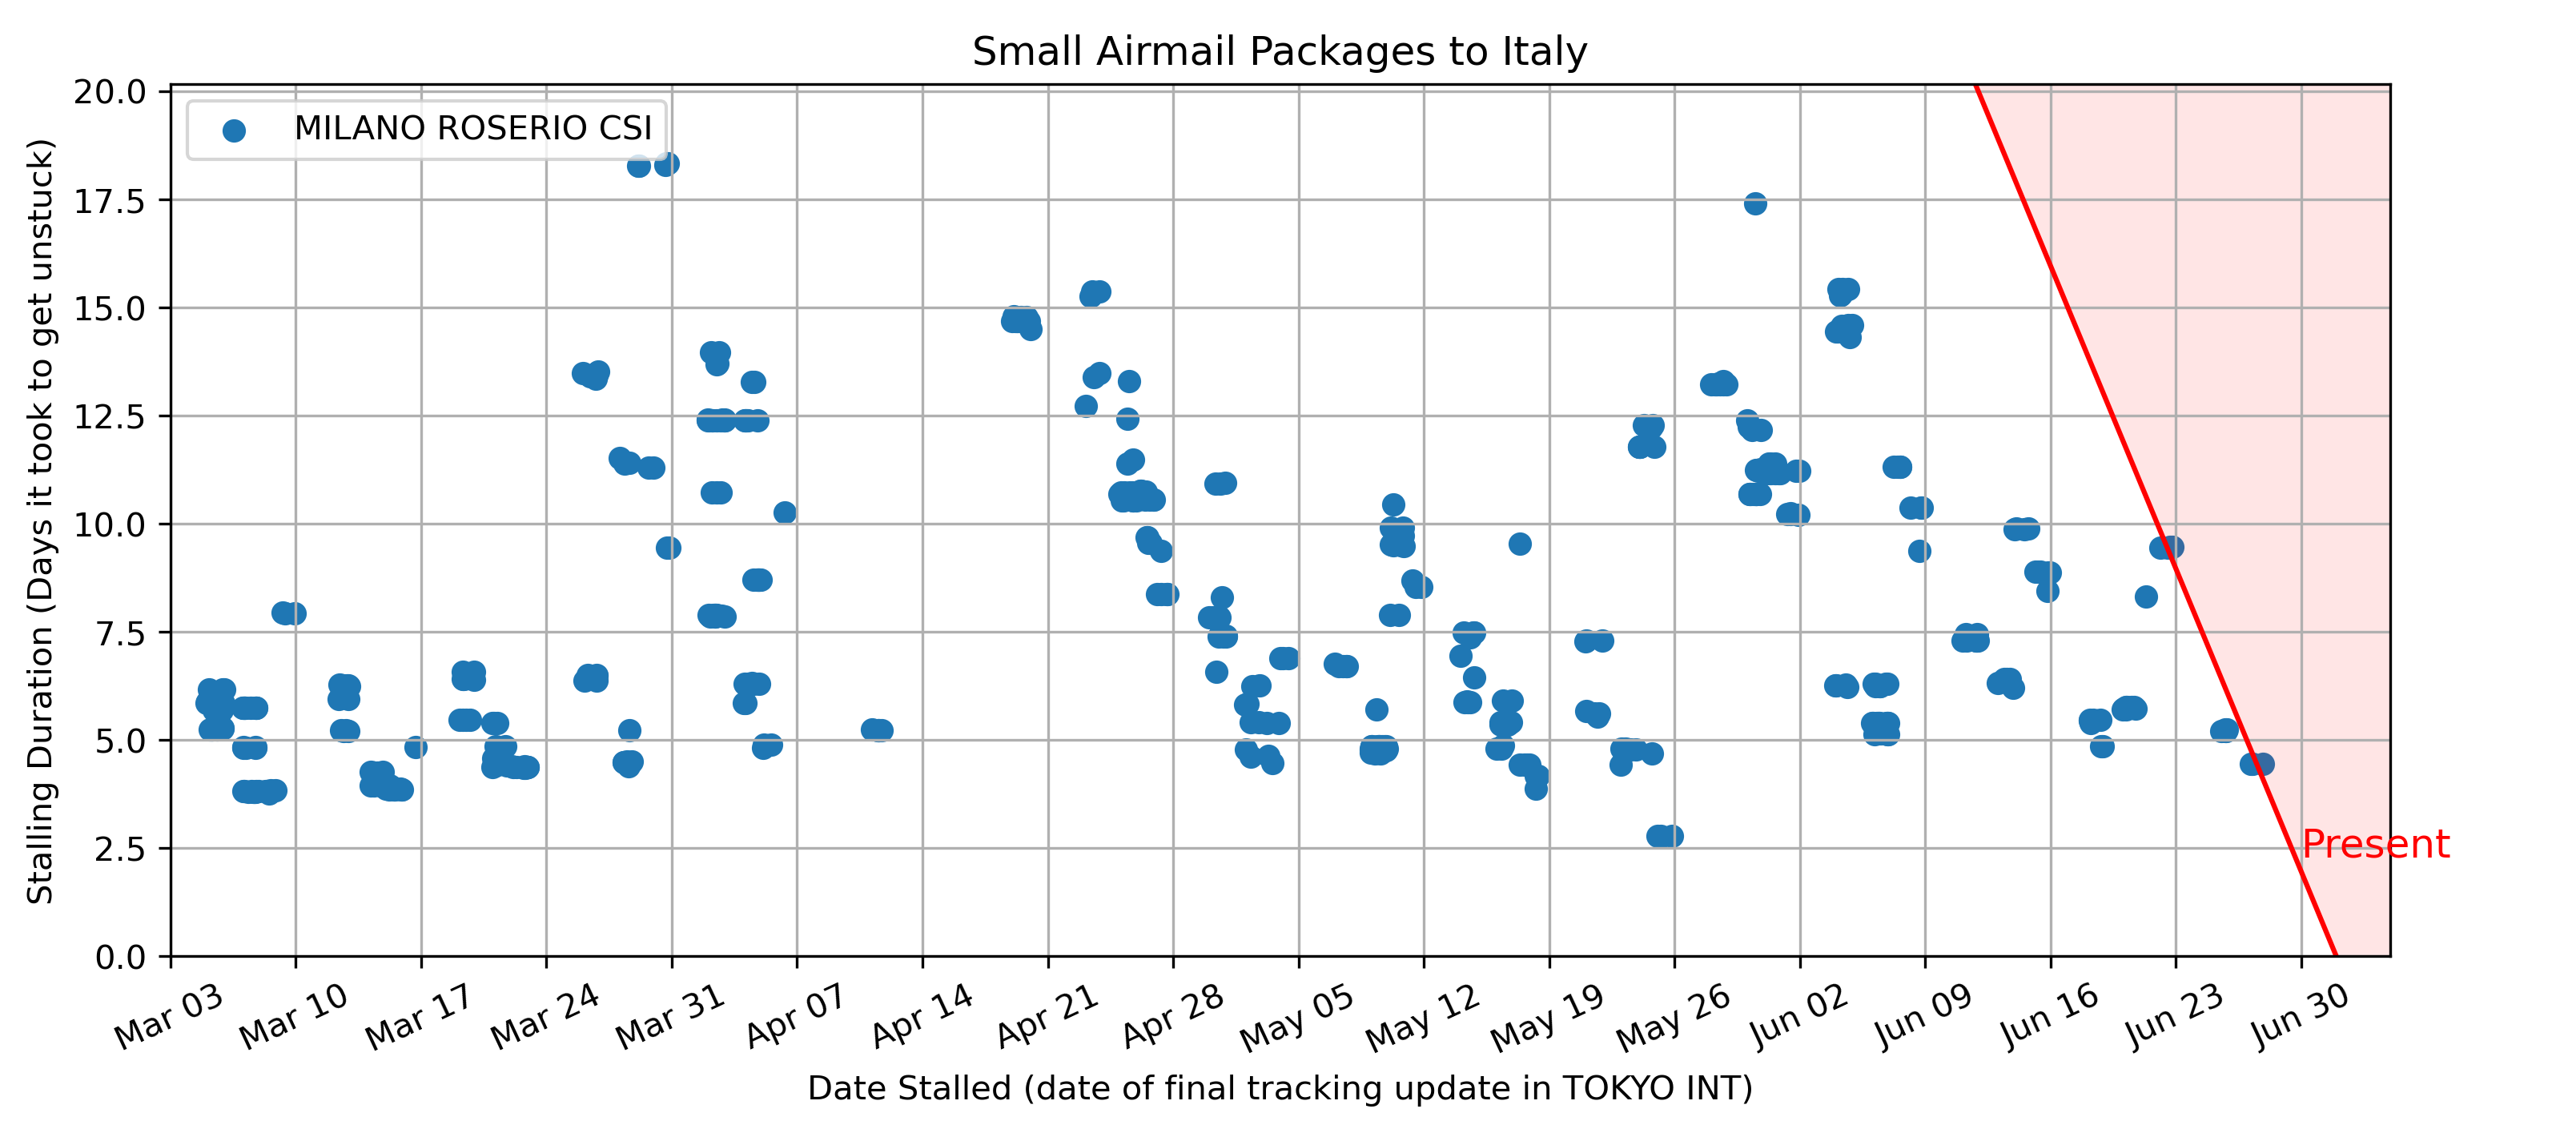 Small Airmail Packages to Italy
MILANO ROSERIO CSI
Stalling Duration (Days it took to get unstuck)
20.0
17.5
15.0
12.5
10.0
7.5
5.0
2.5
0.0
Present
Mar 03 Mar 10 Mar 17 Mar 24 Mar 31 Apr 07 Apr 14 Apr 21 Apr 28 May 05 May 12 May 19 May 26 Jun 02 Jun 09 Jun 16 Jun 23 Jun 30
Date Stalled (date of final tracking update in TOKYO INT)